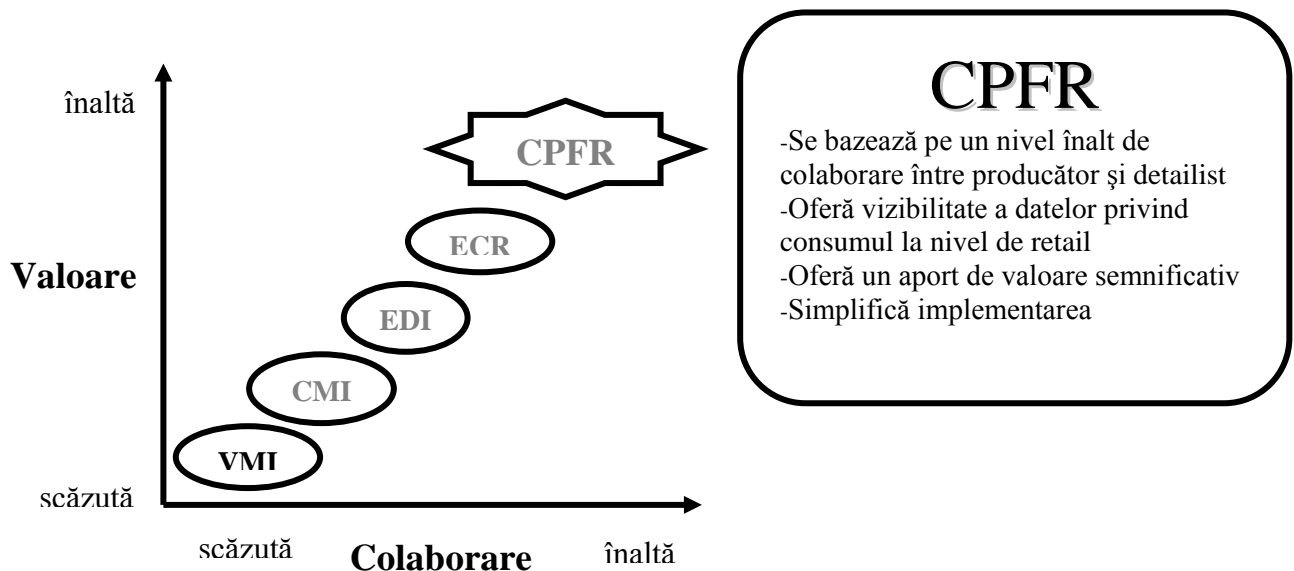 înaltă
CPFR
ECR
Valoare
EDI
CMI
VMI
scăzută
scăzută
Colaborare
înaltă
CPFR
-Se bazează pe un nivel înalt de
colaborare între producător şi detailist
-Oferă vizibilitate a datelor privind
consumul la nivel de retail
-Oferă un aport de valoare semnificativ
-Simplifică implementarea